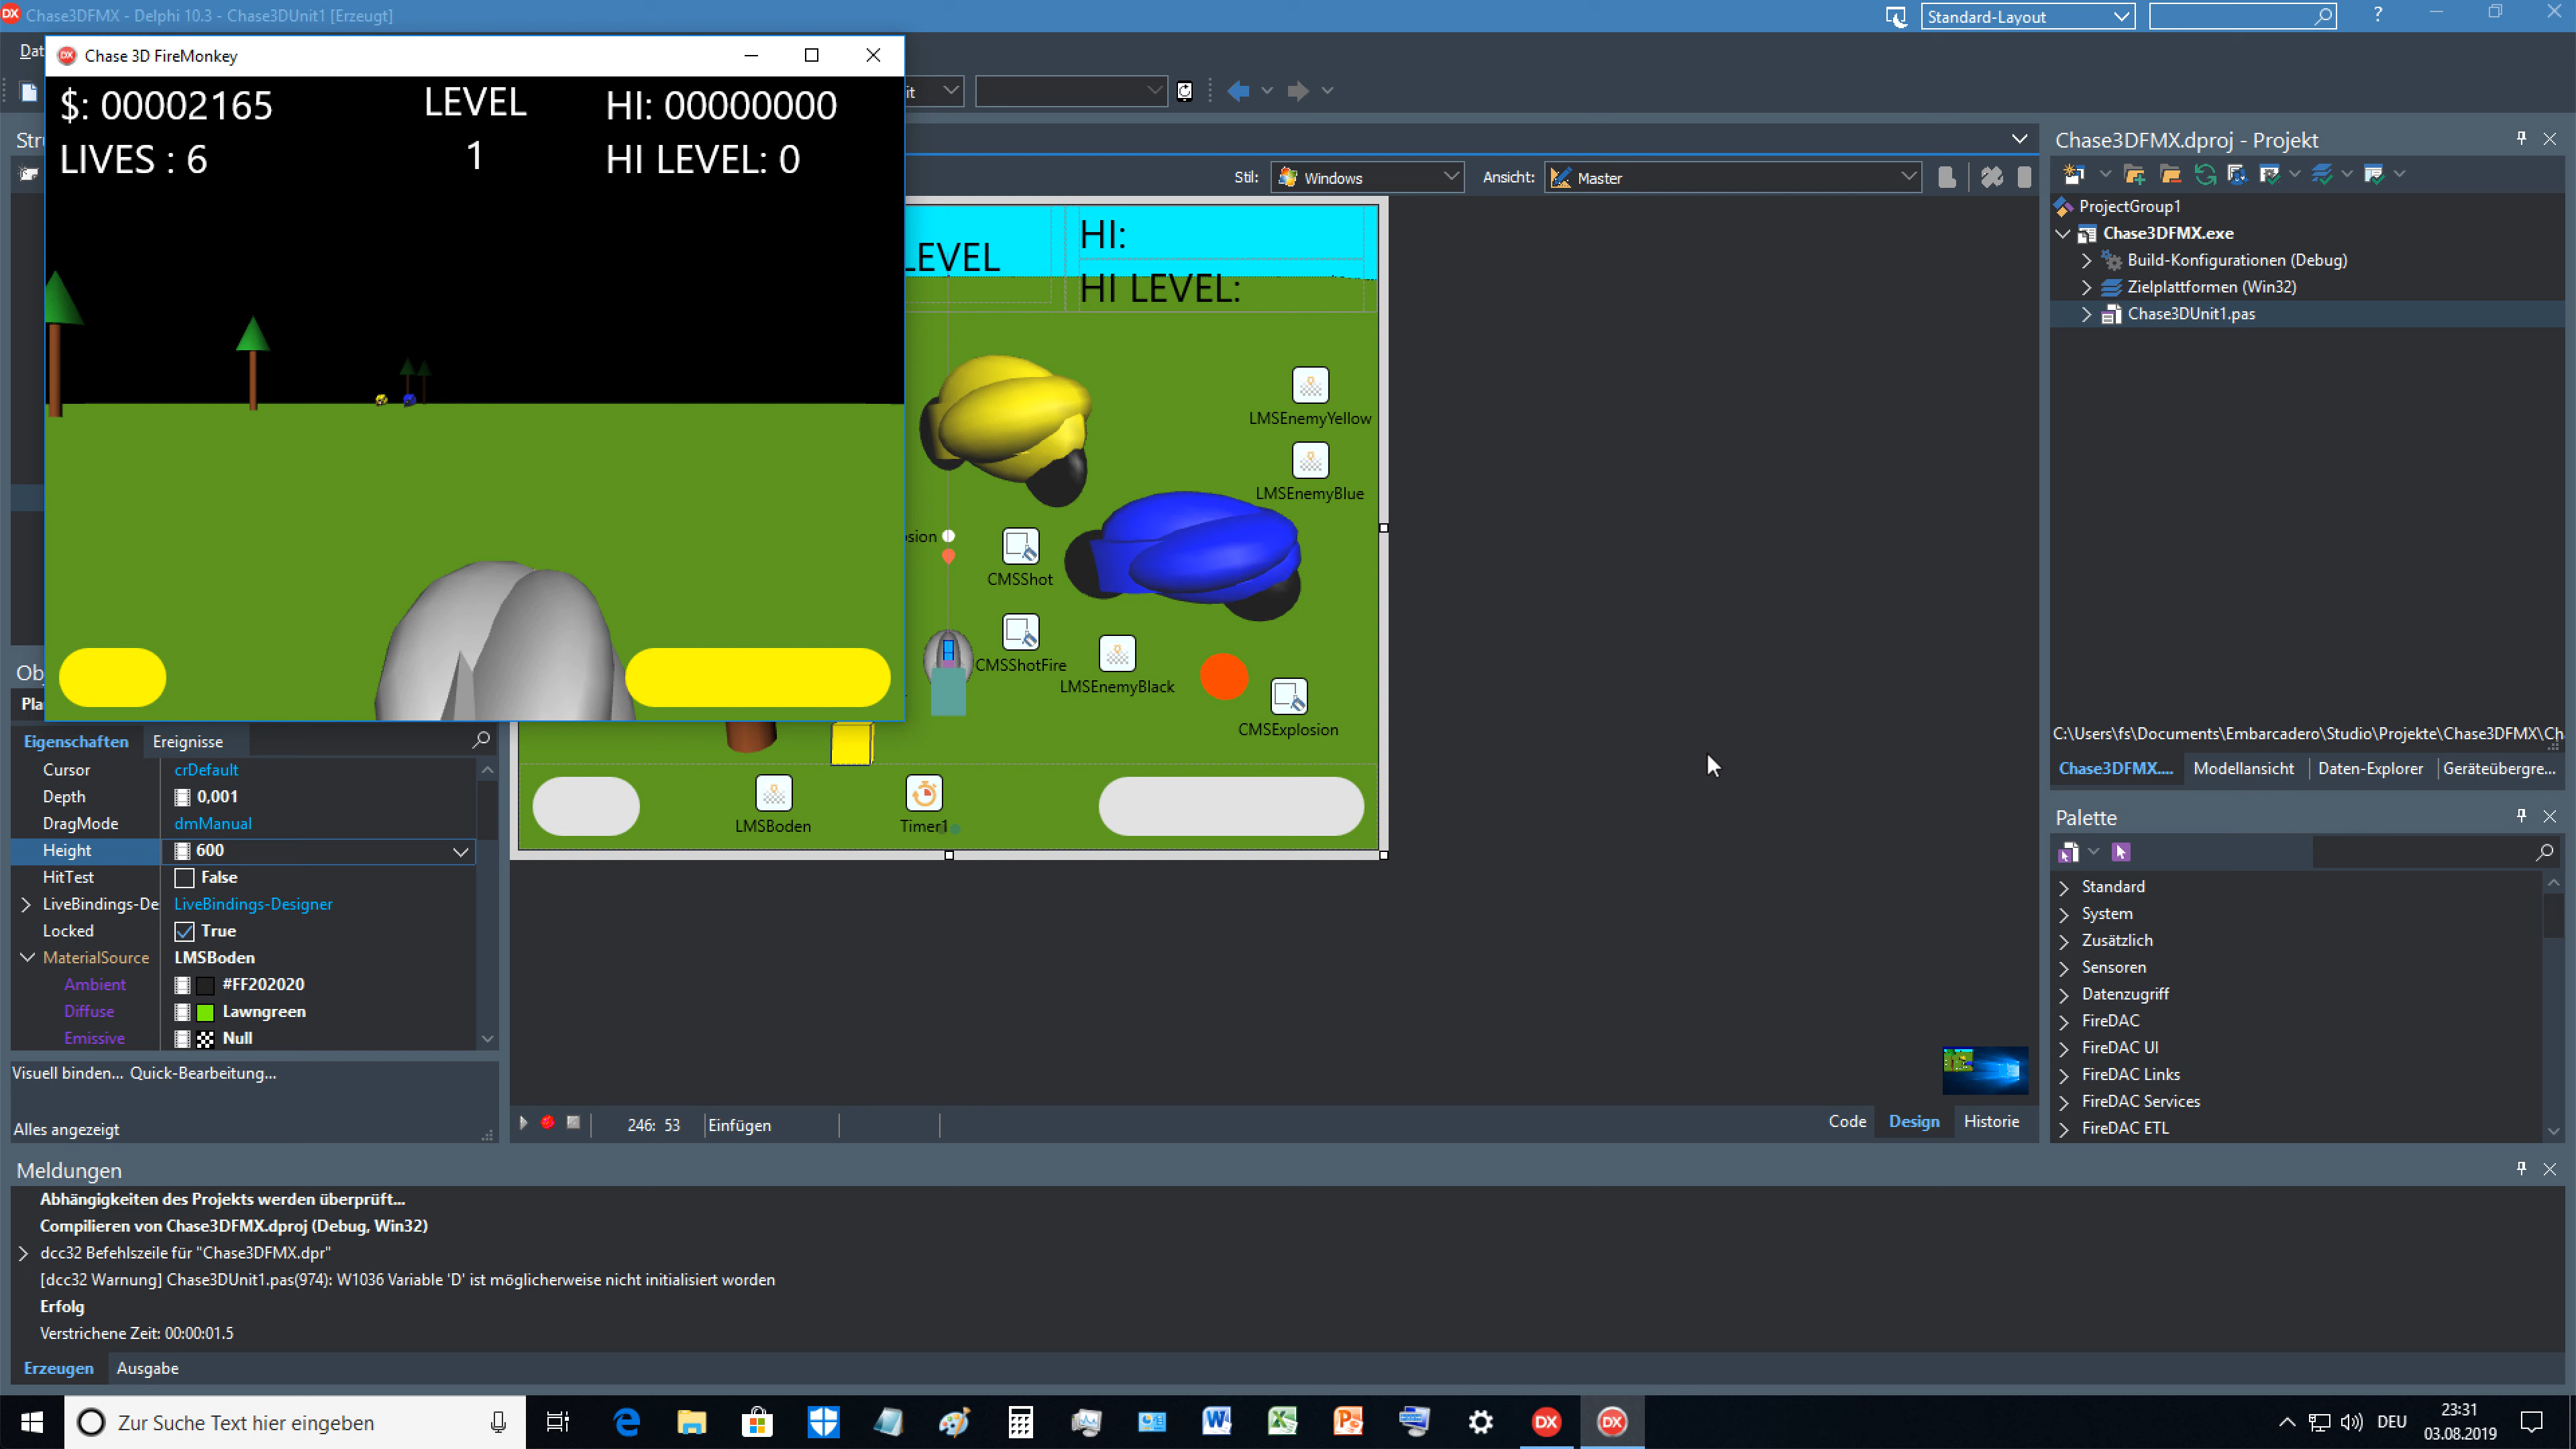 Chase3DFMX - Delphi 10.3 - Chase3DUnit1 [Erzeugt]
Standard-Layout
?
Chase 3D FireMonkey
$: 00002165
LEVEL
HI: 00000000
LIVES : 6
1
HI LEVEL: 0
Stil:
Windows
Ansicht:
Master
LEVEL
HI:
HI LEVEL:
LMSEnemyYellow
LMSEnemyBlue
CMSShot
CMSShotFire
LMSEnemyBlack
CMSExplosion
LMSBoden
Timer1
Chase3DFMX.dproj - Projekt
ProjectGroup1
Chase3DFMX.exe
Build-Konfigurationen (Debug)
Zielplattformen (Win32)
Chase3DUnit1.pas
C:\Users\fs\Documents\Embarcadero\Studio\Projekte\Chase3DFMX\Ch
Chase3DFMX....
Modellansicht
Daten-Explorer
Geräteübergre...
Palette
Standard
System
Zusätzlich
Sensoren
Datenzugriff
FireDAC
FireDAC UI
FireDAC Links
FireDAC Services
FireDAC ETL
Eigenschaften
Ereignisse
Cursor crDefault
Depth 0,001
DragMode dmManual
Height 600
HitTest False
LiveBindings-De LiveBindings-Designer
Locked True
MaterialSource LMSBoden
Ambient #FF202020
Diffuse Lawngreen
Emissive Null
Visuell binden... Quick-Bearbeitung...
Alles angezeigt
246: 53
Einfügen
Code
Design
Historie
Meldungen
Abhängigkeiten des Projekts werden überprüft...
Compilieren von Chase3DFMX.dproj (Debug, Win32)
dcc32 Befehlszeile für "Chase3DFMX.dpr"
[dcc32 Warnung] Chase3DUnit1.pas(974): W1036 Variable 'D' ist möglicherweise nicht initialisiert worden
Erfolg
Verstrichene Zeit: 00:00:01.5
Erzeugen
Ausgabe
Zur Suche Text hier eingeben
DEU
23:31
03.08.2019